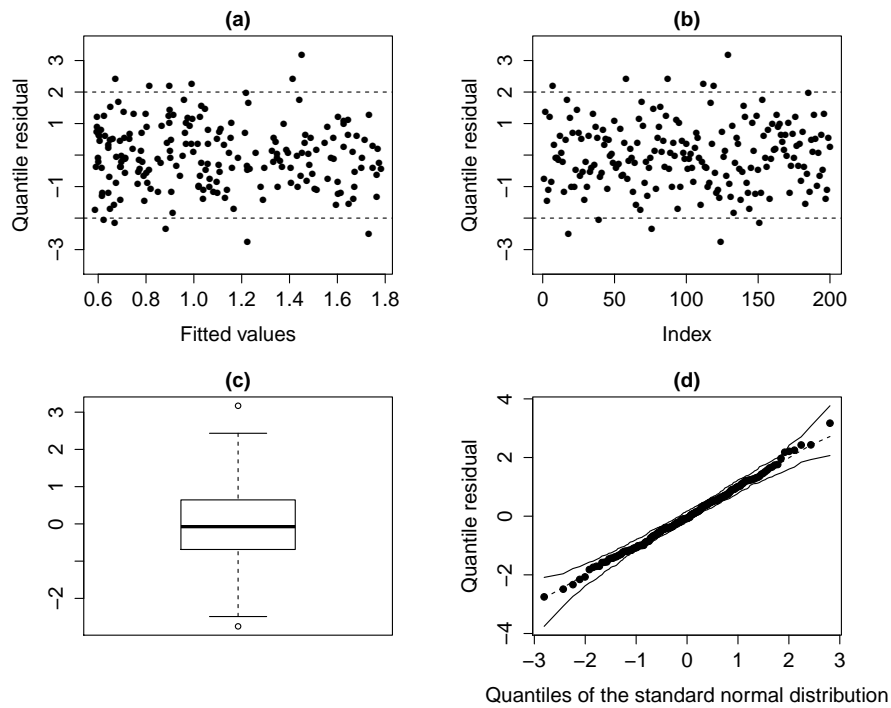 (a)
Quantile residual
3
2
1
−1
−3
0.6 0.8 1.0 1.2 1.4 1.6 1.8
Fitted values
(b)
Quantile residual
3
2
1
−1
−3
0 50 100 150 200
Index
(c)
3
2
1
0
−2
(d)
Quantile residual
4
2
0
−2
−4
−3 −2 −1 0 1 2 3
Quantiles of the standard normal distribution